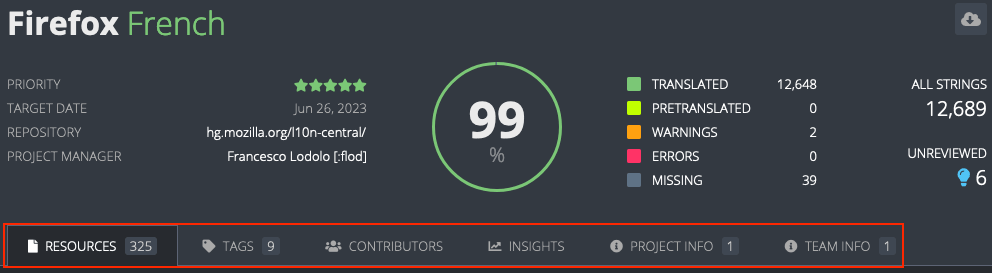 Firefox French
PRIORITY
TARGET DATE Jun 26, 2023
REPOSITORY hg.mozilla.org/l10n-central/
PROJECT MANAGER Francesco Lodolo [:flod]
99
%
TRANSLATED 12,648
PRETRANSLATED 0
WARNINGS 2
ERRORS 0
MISSING 39
ALL STRINGS
12,689
UNREVIEWED
6
RESOURCES 325 TAGS 9 CONTRIBUTORS INSIGHTS PROJECT INFO 1 TEAM INFO 1